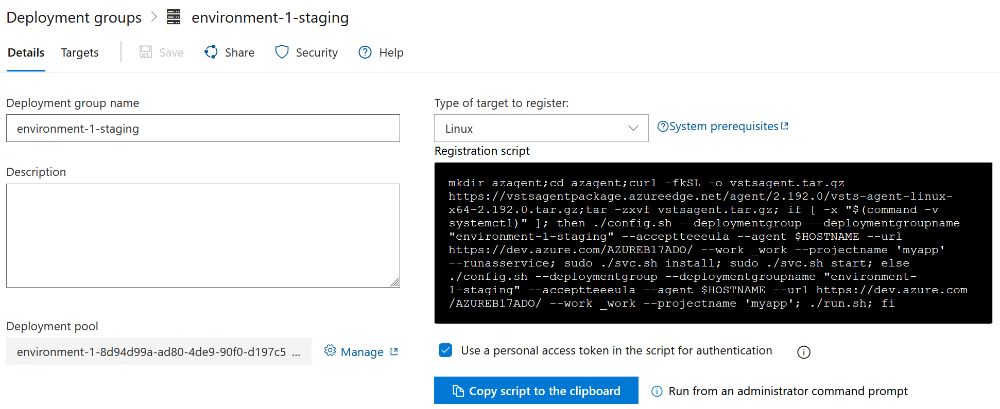 Deployment groups > environment-1-staging
Details Targets Save Share Security Help
Deployment group name
environment-1-staging
Description
Deployment pool
environment-1-8d94d99a-ad80-4de9-90f0-d197c5 ... Manage
Type of target to register:
Linux System prerequisites
Registration script
mkdir azagent;cd azagent;curl -fkSL -o vstsagent.tar.gz
https://vstsagentpackage.azureedge.net/agent/2.192.0/vsts-agent-linux-
x64-2.192.0.tar.gz;tar -zxvf vstsagent.tar.gz; if [ -x "$(command -v
systemctl)" ]; then ./config.sh --deploymentgroup --deploymentgroupname
"environment-1-staging" --acceptteeeula --agent $HOSTNAME --url
https://dev.azure.com/AZUREB17ADO/ --work _work --projectname 'myapp'
--runasservice; sudo ./svc.sh install; sudo ./svc.sh start; else
./config.sh --deploymentgroup --deploymentgroupname "environment-
1-staging" --acceptteeeula --agent $HOSTNAME --url https://dev.azure.com
/AZUREB17ADO/ --work _work --projectname 'myapp'; ./run.sh; fi
Use a personal access token in the script for authentication
Copy script to the clipboard Run from an administrator command prompt